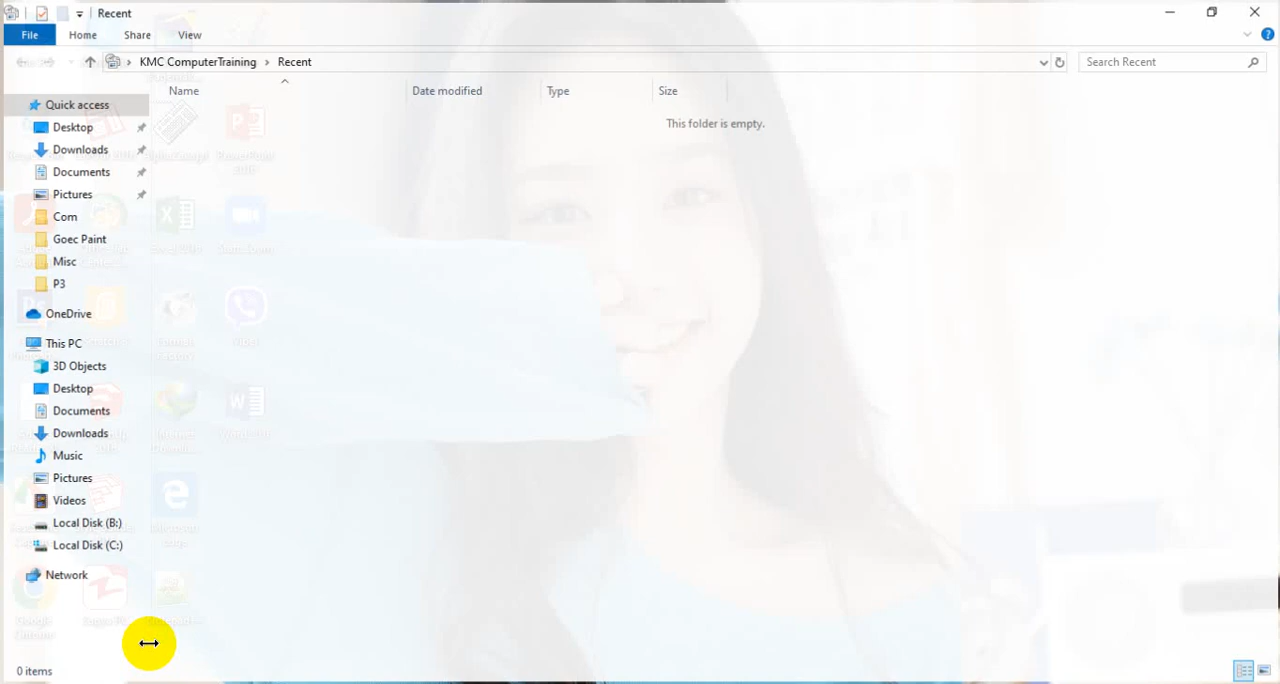 Recent
File Home Share View
KMC ComputerTraining Recent
Search Recent
Name Date modified Type Size
This folder is empty.
Quick access
Desktop
Downloads
Documents
Pictures
Com
Goec Paint
Misc
P3
OneDrive
This PC
3D Objects
Desktop
Documents
Downloads
Music
Pictures
Videos
Local Disk (B:)
Local Disk (C:)
Network
0 items